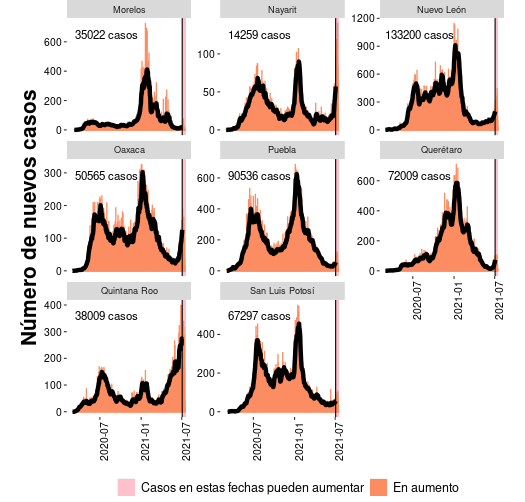 Número de nuevos casos
Morelos
35022 casos
600
400
200
0
Nayarit
14259 casos
100
50
0
Nuevo León
133200 casos
1200
900
600
300
0
Oaxaca
50565 casos
300
200
100
0
Puebla
90536 casos
600
400
200
0
Querétaro
72009 casos
600
400
200
0
2020-07
2021-01
2021-07
Quintana Roo
38009 casos
400
300
200
100
0
2020-07
2021-01
2021-07
San Luis Potosí
67297 casos
400
200
0
2020-07
2021-01
2021-07
Casos en estas fechas pueden aumentar
En aumento